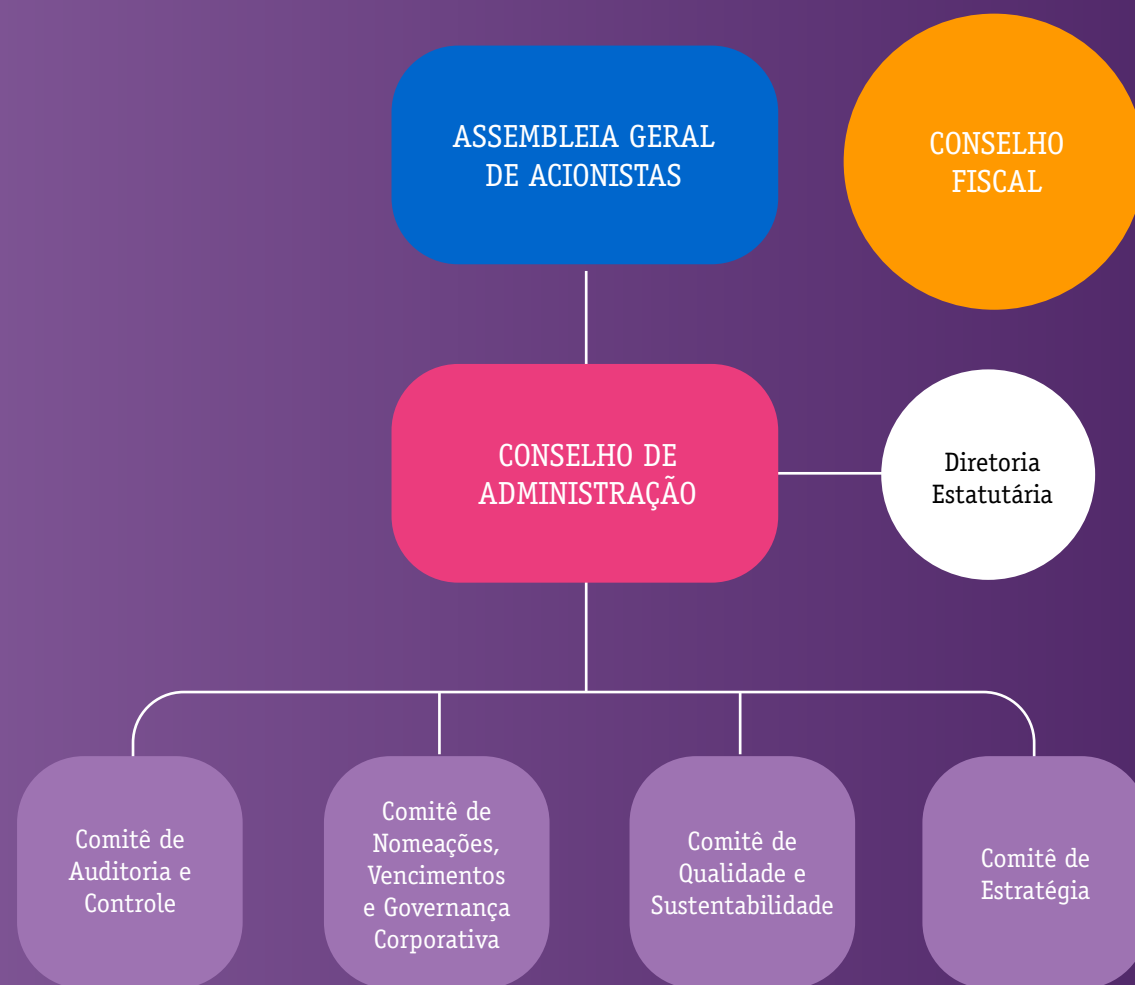 ASSEMBLEIA GERAL
DE ACIONISTAS
CONSELHO
FISCAL
CONSELHO DE
ADMINISTRAÇÃO
Diretoria
Estatutária
Comitê de
Auditoria e
Controle
Comitê de
Nomeações,
Vencimentos
e Governança
Corporativa
Comitê de
Qualidade e
Sustentabilidade
Comitê de
Estratégia